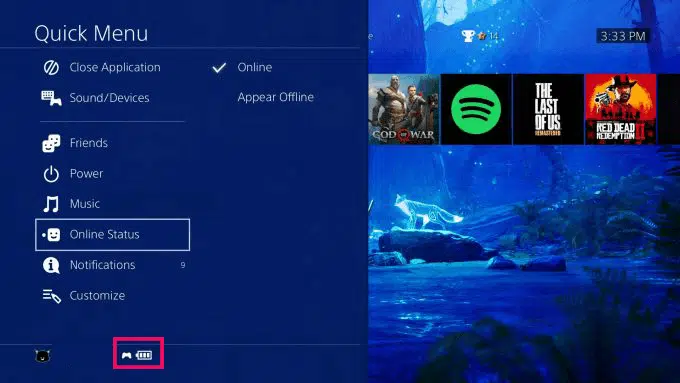 Quick Menu
Close Application
Sound/Devices
Friends
Power
Music
Online Status
Notifications 9
Customize
Online
Appear Offline
e
14
3:33 PM
GOD OF WAR
THE
LAST
OF US
REMASTERED
RED DEAD
REDEMPTION II